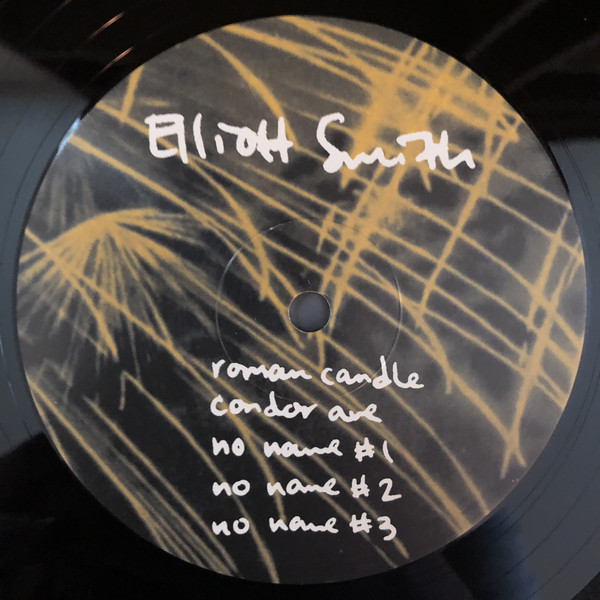 Elliott Smith
roman candle
condor ave
no name #1
no name #2
no name #3